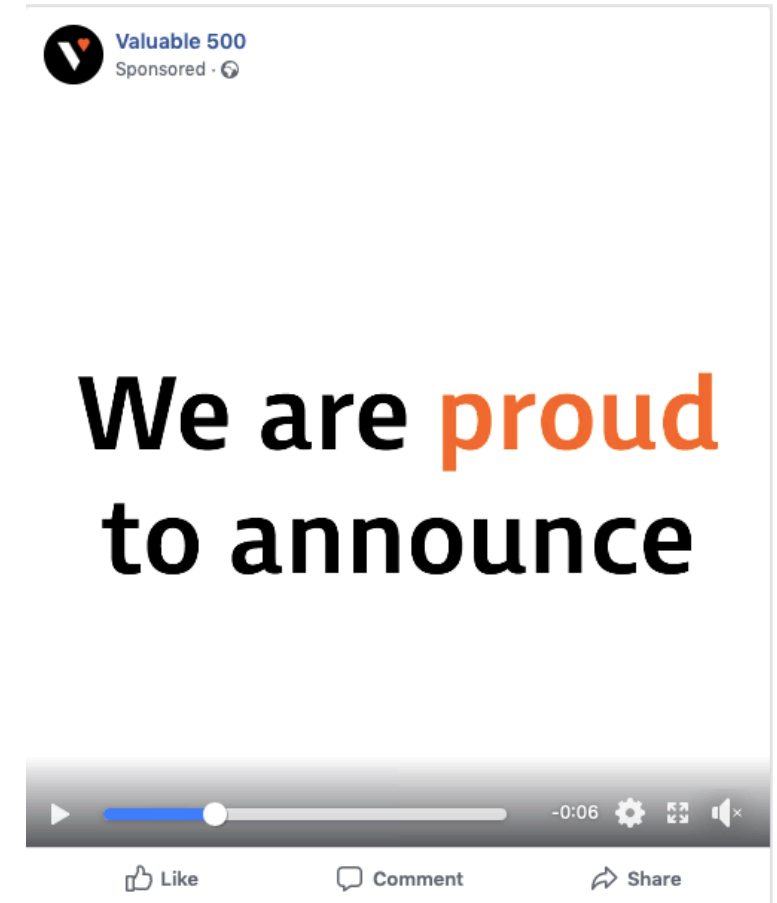 Valuable 500
Sponsored ·
We are proud
to announce
-0:06
Like Comment Share